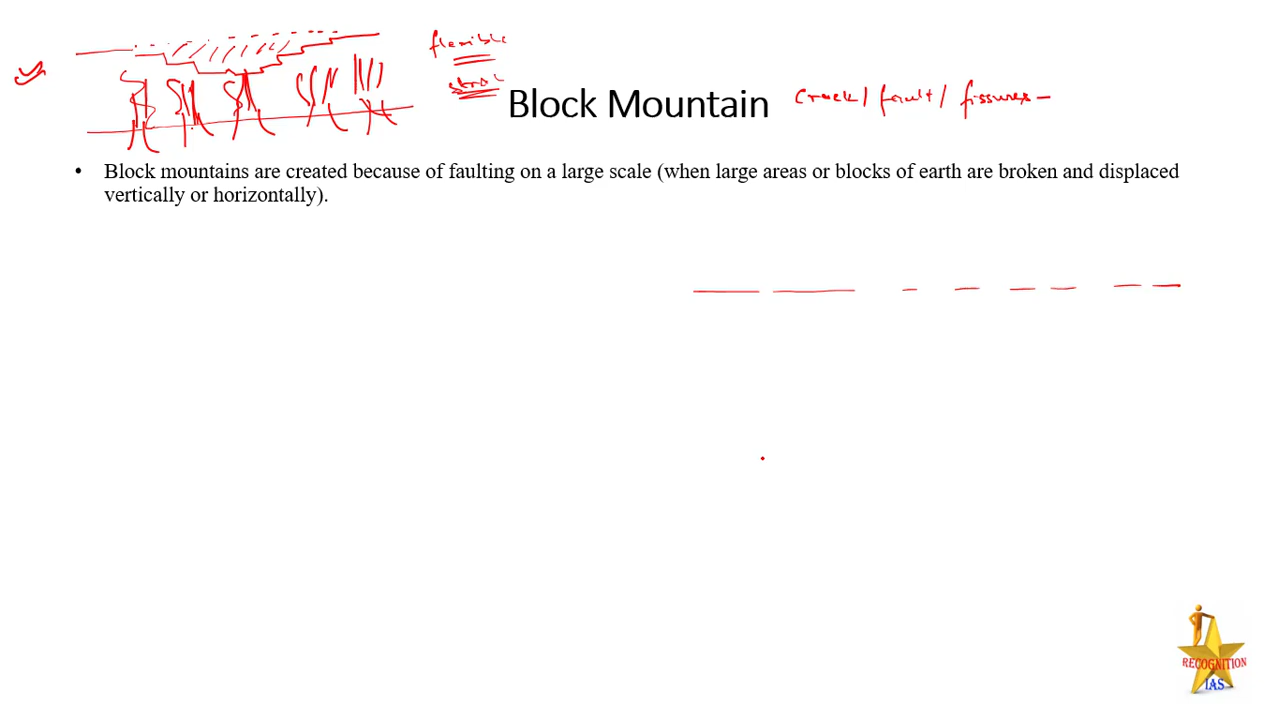 flexible
Block Mountain
crack/ fault/ fissures -
• Block mountains are created because of faulting on a large scale (when large areas or blocks of earth are broken and displaced
vertically or horizontally).
RECOGNITION
IAS